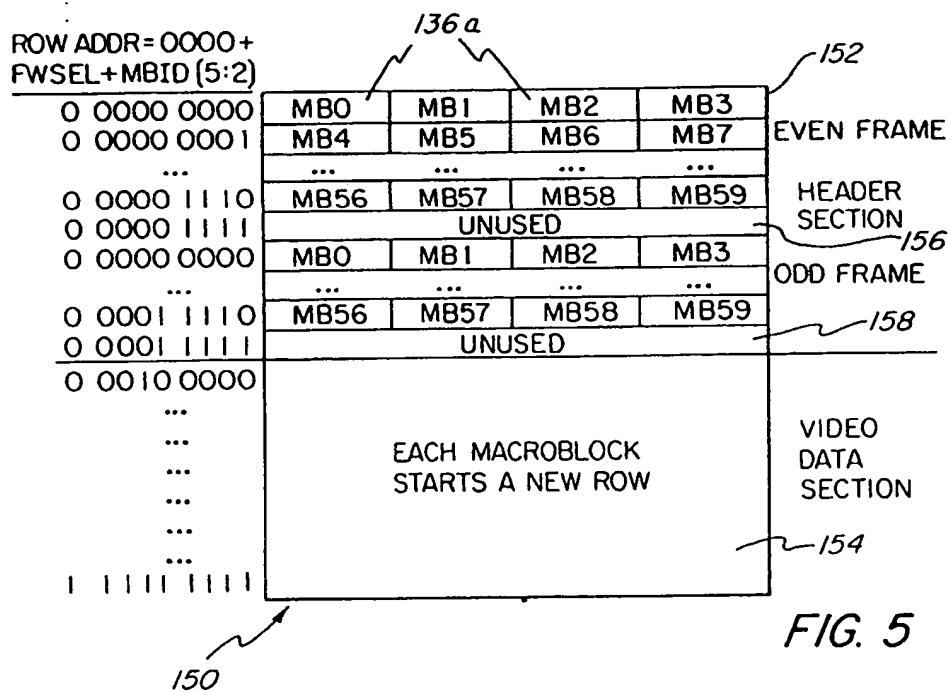 136a
ROW ADDR=0000+
FWSEL+MBID (5:2)
152
0 0000 0000 MB0 MB1 MB2 MB3
0 0000 0001 MB4 MB5 MB6 MB7 EVEN FRAME
... ... ... ... ...
0 0000 1110 MB56 MB57 MB58 MB59 HEADER
0 0000 1111 UNUSED SECTION 156
0 0000 0000 MB0 MB1 MB2 MB3
... ... ... ... ... ODD FRAME
0 0001 1110 MB56 MB57 MB58 MB59
0 0001 1111 UNUSED 158
0 0010 0000
...
... VIDEO
... EACH MACROBLOCK DATA
... STARTS A NEW ROW SECTION
...
... 154
1 1111 1111
150
FIG. 5